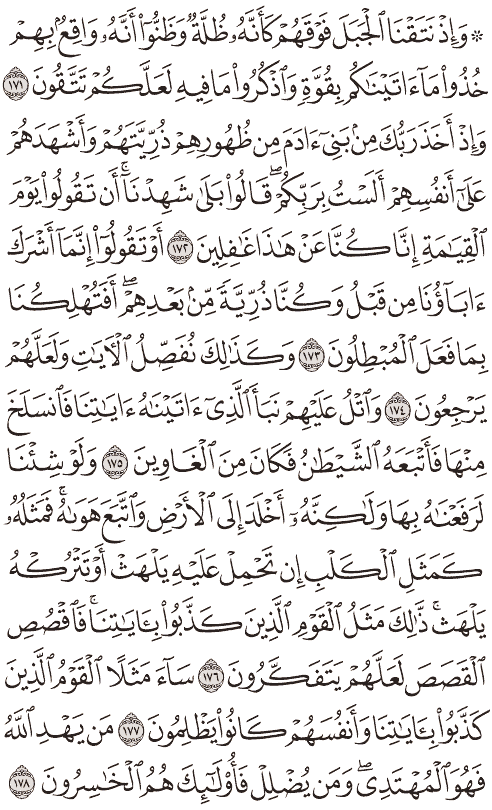 ۞ وَإِذْ نَتَقْنَا ٱلْجَبَلَ فَوْقَهُمْ كَأَنَّهُۥ ظُلَّةٌ وَظَنُّوٓا۟ أَنَّهُۥ وَاقِعٌۢ بِهِمْ
خُذُوا۟ مَآ ءَاتَيْنَٰكُم بِقُوَّةٍ وَٱذْكُرُوا۟ مَا فِيهِ لَعَلَّكُمْ تَتَّقُونَ ١٧١
وَإِذْ أَخَذَ رَبُّكَ مِنۢ بَنِىٓ ءَادَمَ مِن ظُهُورِهِمْ ذُرِّيَّتَهُمْ وَأَشْهَدَهُمْ
عَلَىٰٓ أَنفُسِهِمْ أَلَسْتُ بِرَبِّكُمْ ۖ قَالُوا۟ بَلَىٰ شَهِدْنَآ ۛ أَن تَقُولُوا۟ يَوْمَ
ٱلْقِيَٰمَةِ إِنَّا كُنَّا عَنْ هَٰذَا غَٰفِلِينَ ١٧٢ أَوْ تَقُولُوٓا۟ إِنَّمَآ أَشْرَكَ
ءَابَآؤُنَا مِن قَبْلُ وَكُنَّا ذُرِّيَّةً مِّنۢ بَعْدِهِمْ ۖ أَفَتُهْلِكُنَا
بِمَا فَعَلَ ٱلْمُبْطِلُونَ ١٧٣ وَكَذَٰلِكَ نُفَصِّلُ ٱلْءَايَٰتِ وَلَعَلَّهُمْ
يَرْجِعُونَ ١٧٤ وَٱتْلُ عَلَيْهِمْ نَبَأَ ٱلَّذِىٓ ءَاتَيْنَٰهُ ءَايَٰتِنَا فَٱنسَلَخَ
مِنْهَا فَأَتْبَعَهُ ٱلشَّيْطَٰنُ فَكَانَ مِنَ ٱلْغَاوِينَ ١٧٥ وَلَوْ شِئْنَا
لَرَفَعْنَٰهُ بِهَا وَلَٰكِنَّهُۥٓ أَخْلَدَ إِلَى ٱلْأَرْضِ وَٱتَّبَعَ هَوَىٰهُ ۚ فَمَثَلُهُۥ
كَمَثَلِ ٱلْكَلْبِ إِن تَحْمِلْ عَلَيْهِ يَلْهَثْ أَوْ تَتْرُكْهُ
يَلْهَث ۚ ذَّٰلِكَ مَثَلُ ٱلْقَوْمِ ٱلَّذِينَ كَذَّبُوا۟ بِـَٔايَٰتِنَا ۚ فَٱقْصُصِ
ٱلْقَصَصَ لَعَلَّهُمْ يَتَفَكَّرُونَ ١٧٦ سَآءَ مَثَلًا ٱلْقَوْمُ ٱلَّذِينَ
كَذَّبُوا۟ بِـَٔايَٰتِنَا وَأَنفُسَهُمْ كَانُوا۟ يَظْلِمُونَ ١٧٧ مَن يَهْدِ ٱللَّهُ
فَهُوَ ٱلْمُهْتَدِى ۖ وَمَن يُضْلِلْ فَأُو۟لَٰٓئِكَ هُمُ ٱلْخَٰسِرُونَ ١٧٨